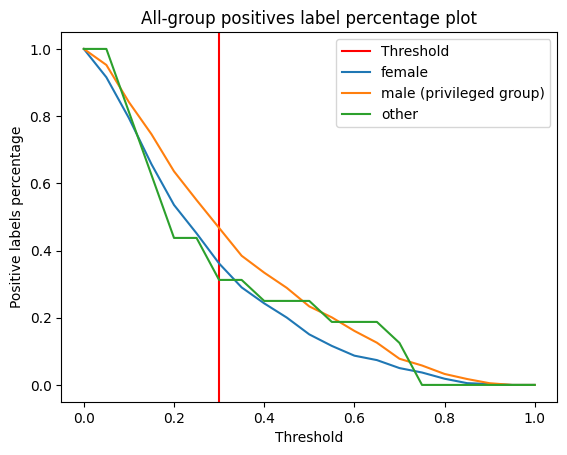 All-group positives label percentage plot
Threshold
female
male (privileged group)
other
Positive labels percentage
1.0
0.8
0.6
0.4
0.2
0.0
0.0 0.2 0.4 0.6 0.8 1.0
Threshold